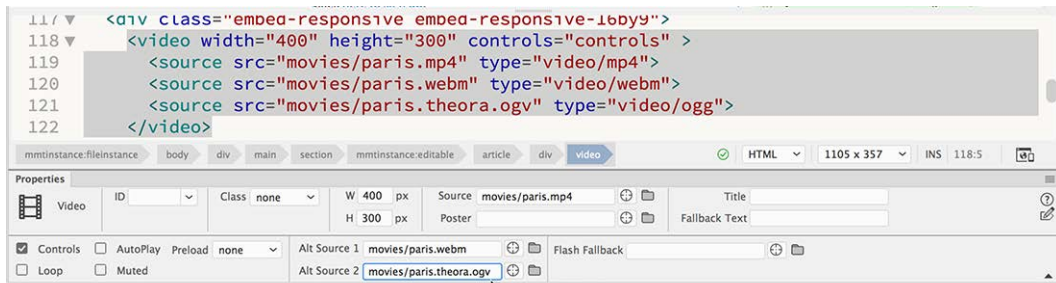 117 <div class="embed-responsive embed-responsive-16by9">
118 <video width="400" height="300" controls="controls" >
119 <source src="movies/paris.mp4" type="video/mp4">
120 <source src="movies/paris.webm" type="video/webm">
121 <source src="movies/paris.theora.ogv" type="video/ogg">
122 </video>
mmtinstance:fileinstance body div main section mmtinstance:editable article div video HTML 1105 x 357 INS 118:5
Properties
Video ID Class none W 400 px Source movies/paris.mp4 Title
H 300 px Poster Fallback Text
Controls AutoPlay Preload none Alt Source 1 movies/paris.webm Flash Fallback
Loop Muted Alt Source 2 movies/paris.theora.ogv